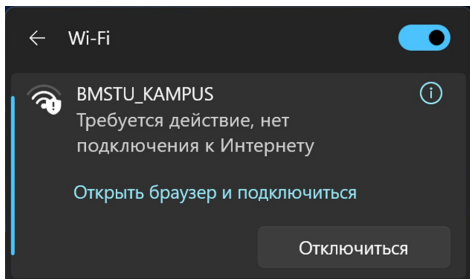 Wi-Fi
BMSTU_KAMPUS
Требуется действие, нет
подключения к Интернету
Открыть браузер и подключиться
Отключиться